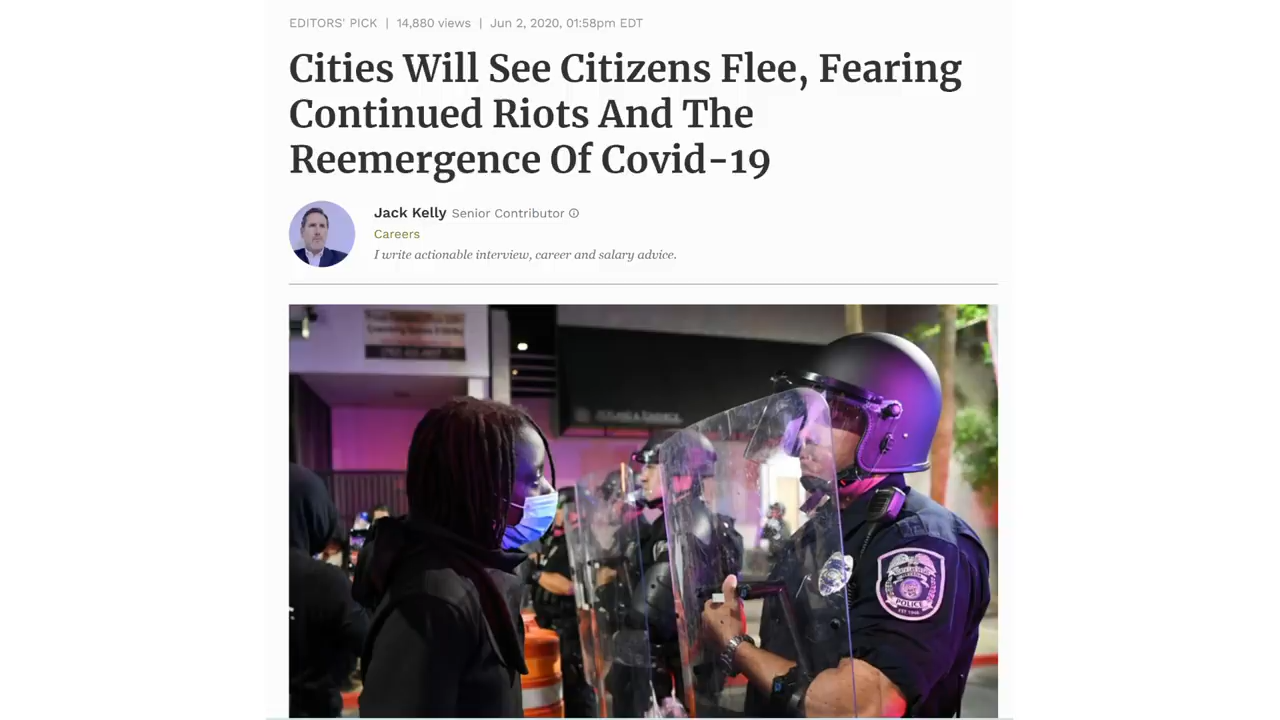 EDITORS' PICK | 14,880 views | Jun 2, 2020, 01:58pm EDT
Cities Will See Citizens Flee, Fearing
Continued Riots And The
Reemergence Of Covid-19
Jack Kelly Senior Contributor
Careers
I write actionable interview, career and salary advice.
POLICE